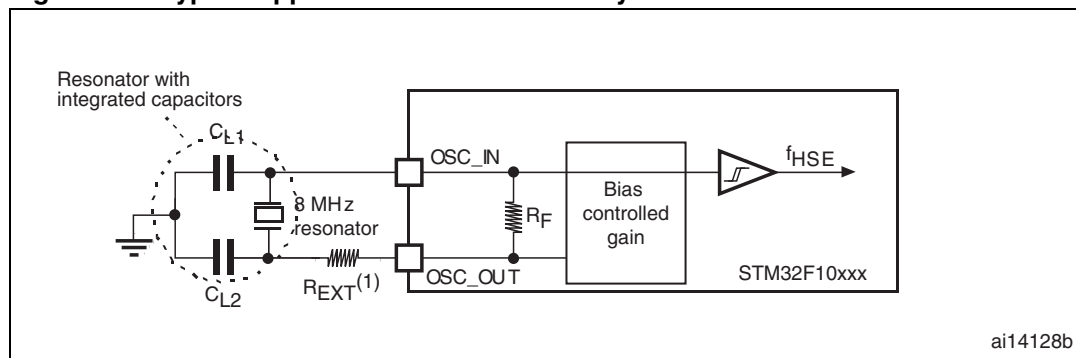 Resonator with
integrated capacitors
CL1
OSC_IN
fHSE
8 MHz
resonator
RF
Bias
controlled
gain
REXT(1)
OSC_OUT
STM32F10xxx
CL2
ai14128b